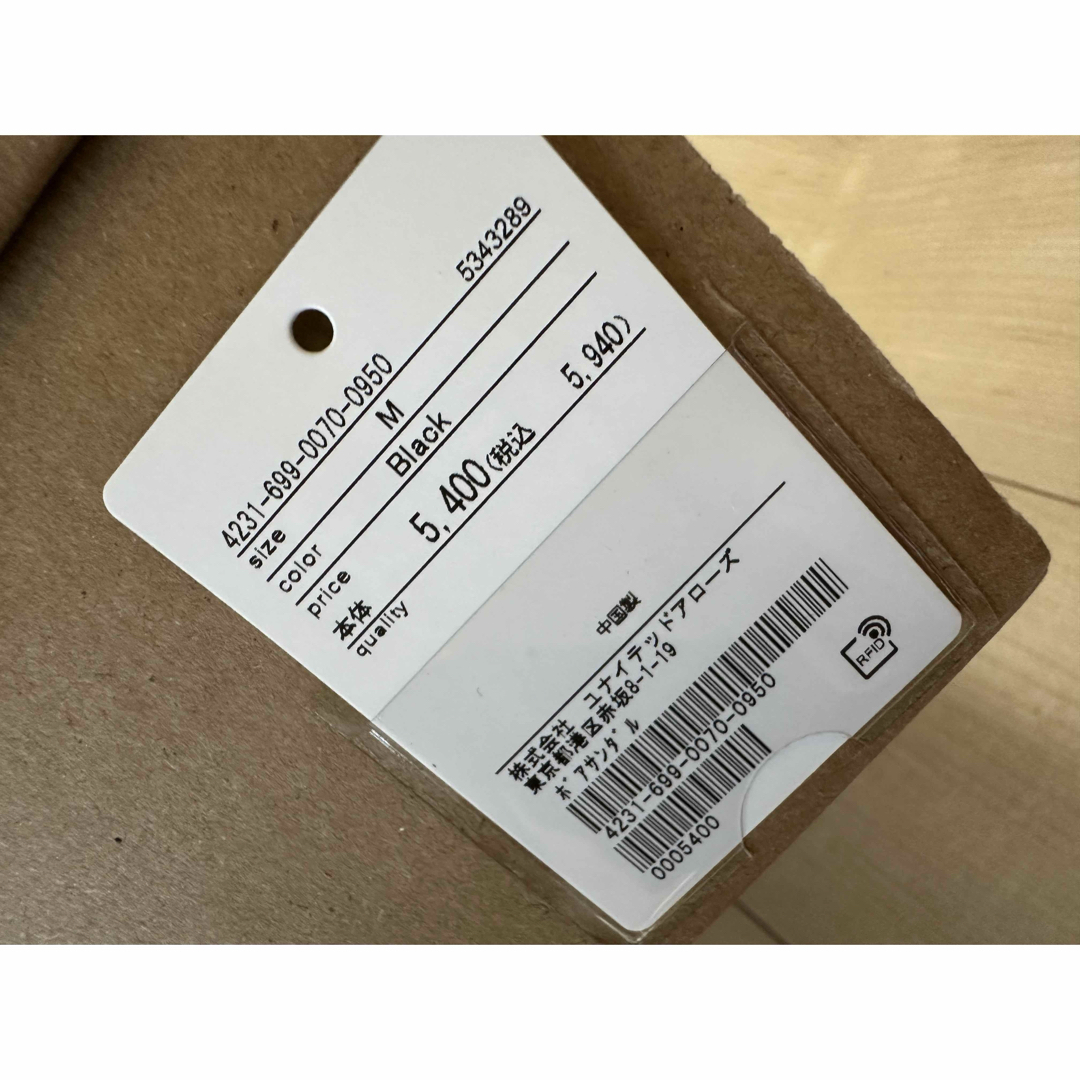 4231-699-0070-0950 5343289
size M
color Black
price
本体 5,400(税込 5,940)
quality
中国製
株式会社 ユナイテッドアローズ
東京都港区赤坂8-1-19
ボアサンダル
4231-699-0070-0950
0005400
RFID